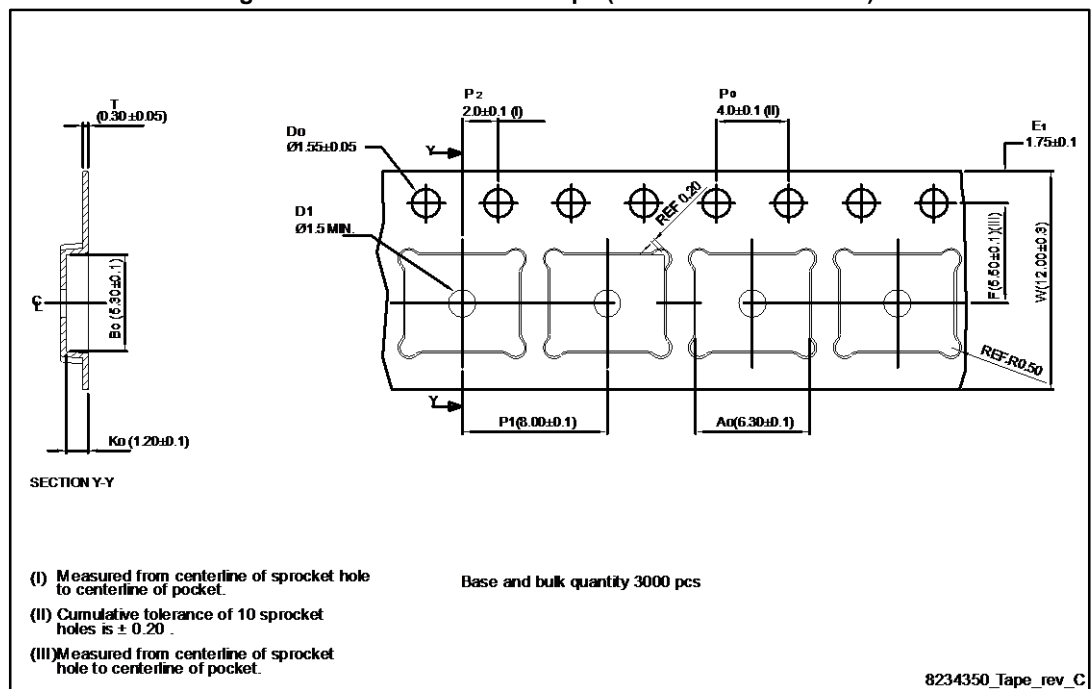 T
(0.30±0.05)
P2
2.0±0.1 (I)
P0
4.0±0.1 (II)
E1
1.75±0.1
Do
Ø1.55±0.05
Y
D1
Ø1.5 MIN.
REF 0.20
F(5.50±0.1)(III)
W(12.00±0.3)
CL
Bo (5.30±0.1)
REF.R0.50
Y
P1(8.00±0.1)
Ao(6.30±0.1)
Ko (1.20±0.1)
SECTION Y-Y
(I) Measured from centerline of sprocket hole
to centerline of pocket.
Base and bulk quantity 3000 pcs
(II) Cumulative tolerance of 10 sprocket
holes is ± 0.20 .
(III)Measured from centerline of sprocket
hole to centerline of pocket.
8234350_Tape_rev_C